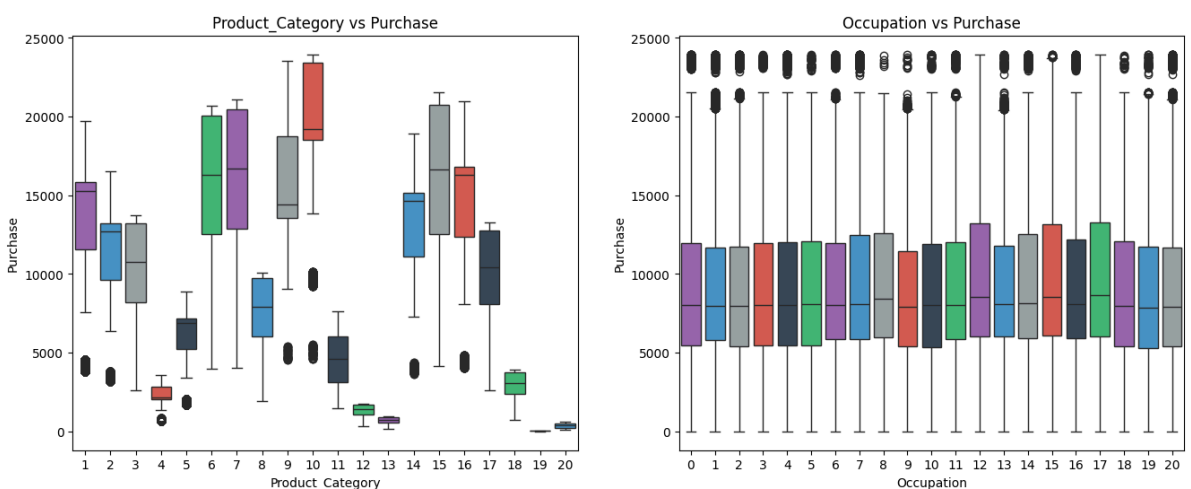 Product_Category vs Purchase
25000
20000
15000
10000
5000
0
Purchase
1 2 3 4 5 6 7 8 9 10 11 12 13 14 15 16 17 18 19 20
Product_Category
Occupation vs Purchase
25000
20000
15000
10000
5000
0
Purchase
0 1 2 3 4 5 6 7 8 9 10 11 12 13 14 15 16 17 18 19 20
Occupation